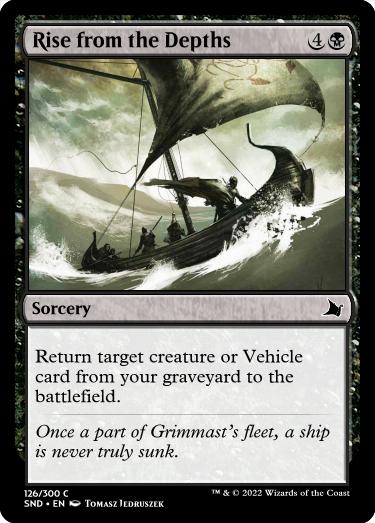 Rise from the Depths 4
Sorcery
Return target creature or Vehicle
card from your graveyard to the
battlefield.
Once a part of Grimmast's fleet, a ship
is never truly sunk.
126/300 C
SND • EN Tomasz Jedruszek
™ & © 2022 Wizards of the Coast